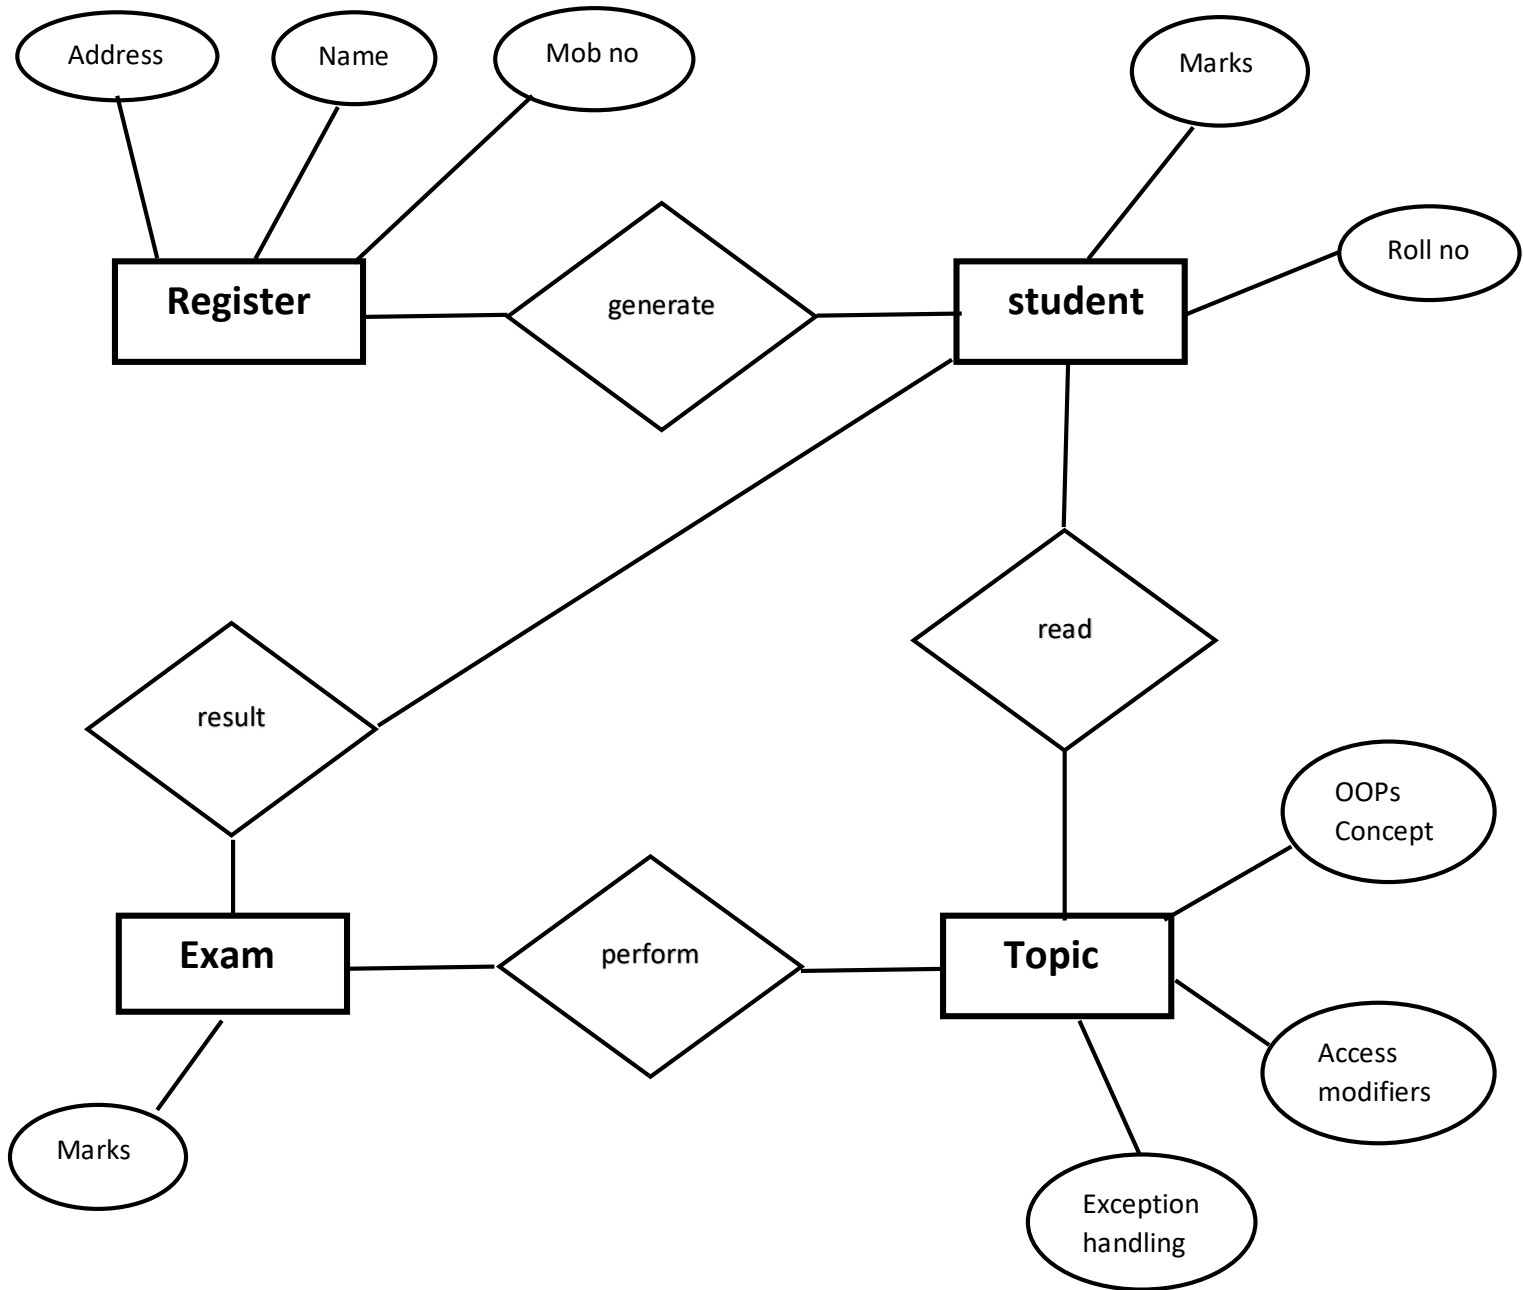 Address
Name
Mob no
Marks
Roll no
Register
generate
student
read
result
OOPs
Concept
Exam
perform
Topic
Access
modifiers
Marks
Exception
handling